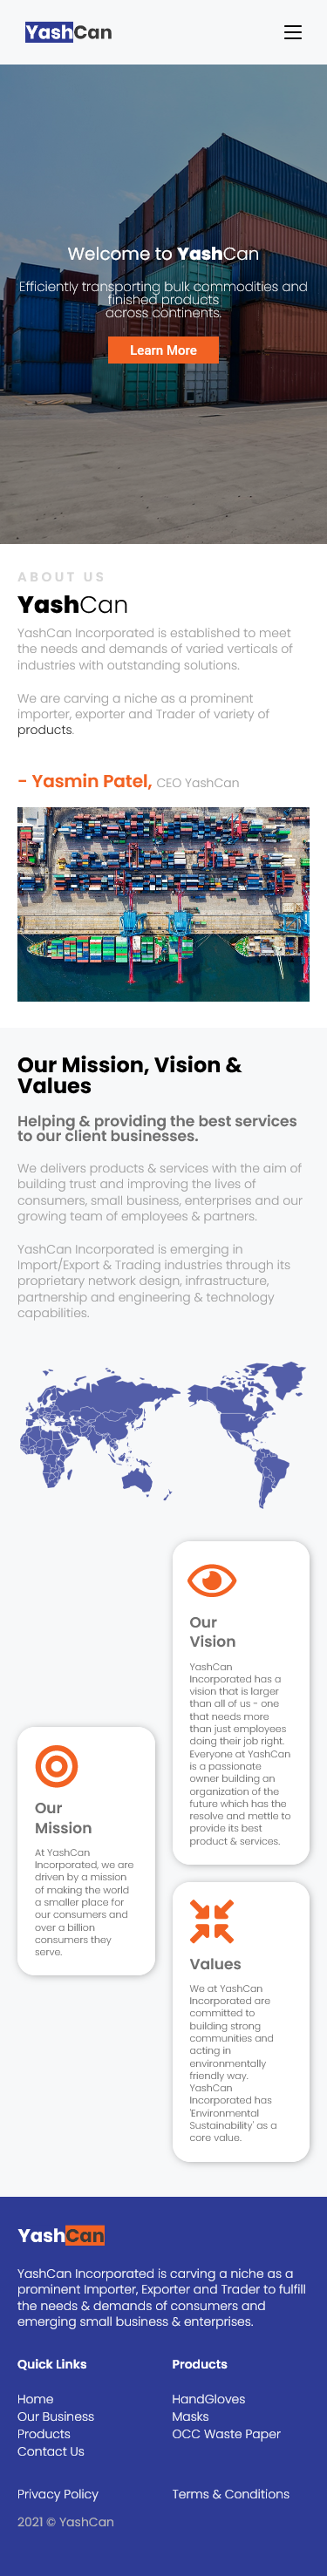 YashCan
Welcome to YashCan
Efficiently transporting bulk commodities and
finished products
across continents.
Learn More
ABOUT US
YashCan
YashCan Incorporated is established to meet
the needs and demands of varied verticals of
industries with outstanding solutions.
We are carving a niche as a prominent
importer, exporter and Trader of variety of
products.
- Yasmin Patel, CEO YashCan
Our Mission, Vision &
Values
Helping & providing the best services
to our client businesses.
We delivers products & services with the aim of
building trust and improving the lives of
consumers, small business, enterprises and our
growing team of employees & partners.
YashCan Incorporated is emerging in
Import/Export & Trading industries through its
proprietary network design, infrastructure,
partnership and engineering & technology
capabilities.
Our
Vision
YashCan
Incorporated has a
vision that is larger
than all of us - one
that needs more
than just employees
doing their job right.
Everyone at YashCan
is a passionate
owner building an
organization of the
future which has the
resolve and mettle to
provide its best
product & services.
Our
Mission
At YashCan
Incorporated, we are
driven by a mission
of making the world
a smaller place for
our consumers and
over a billion
consumers they
serve.
Values
We at YashCan
Incorporated are
committed to
building strong
communities and
acting in
environmentally
friendly way.
YashCan
Incorporated has
'Environmental
Sustainability' as a
core value.
YashCan
YashCan Incorporated is carving a niche as a
prominent Importer, Exporter and Trader to fulfill
the needs & demands of consumers and
emerging small business & enterprises.
Quick Links
Home
Our Business
Products
Contact Us
Products
HandGloves
Masks
OCC Waste Paper
Privacy Policy
Terms & Conditions
2021 © YashCan